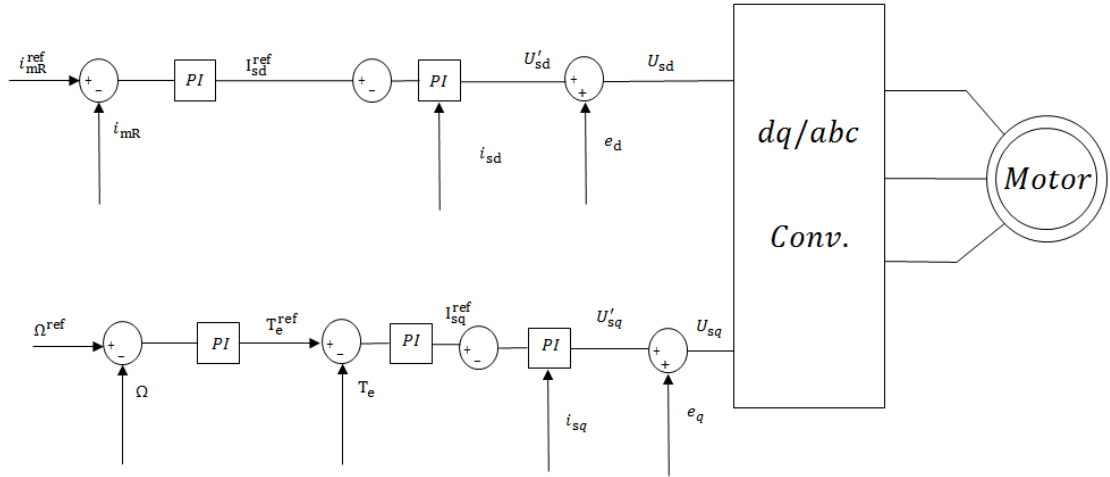 i_mR^ref
+
−
i_mR
PI
I_sd^ref
+
−
PI
i_sd
U′_sd
+
+
e_d
U_sd
dq/abc
Conv.
Motor
Ω^ref
+
−
Ω
PI
T_e^ref
+
−
T_e
PI
I_sq^ref
+
−
PI
i_sq
U′_sq
+
+
e_q
U_sq